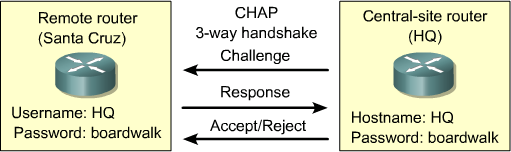 Remote router
(Santa Cruz)
Username: HQ
Password: boardwalk
CHAP
3-way handshake
Challenge
Response
Accept/Reject
Central-site router
(HQ)
Hostname: HQ
Password: boardwalk